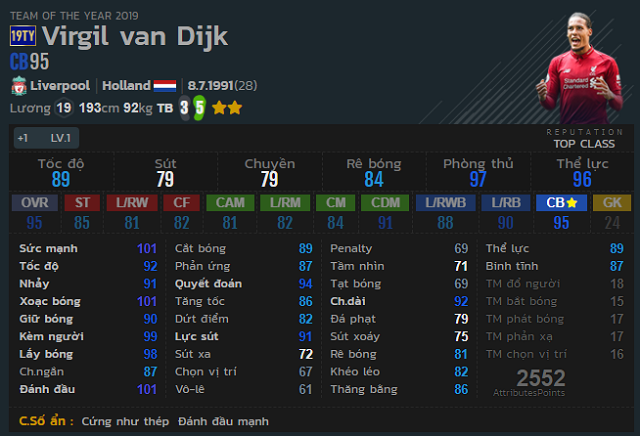 TEAM OF THE YEAR 2019
19TY Virgil van Dijk
CB95
Liverpool | Holland | 8.7.1991(28)
Lương 19 193cm 92kg TB 3 5
REPUTATION
+1 LV.1
TOP CLASS
Tốc độ Sút Chuyền Rê bóng Phòng thủ Thể lực
89 79 79 84 97 96
OVR ST L/RW CF CAM L/RM CM CDM L/RWB L/RB CB GK
95 85 81 82 81 82 84 91 88 90 95 24
Sức mạnh 101 Cắt bóng 89 Penalty 69 Thể lực 89
Tốc độ 92 Phản ứng 87 Tầm nhìn 71 Bình tĩnh 87
Nhảy 91 Quyết đoán 94 Tạt bóng 69 TM đổ người 18
Xoạc bóng 101 Tăng tốc 86 Ch.dài 92 TM bắt bóng 15
Giữ bóng 90 Dứt điểm 82 Đá phạt 79 TM phát bóng 17
Kèm người 99 Lực sút 91 Sút xoáy 75 TM phản xạ 17
Lấy bóng 98 Sút xa 72 Rê bóng 81 TM chọn vị trí 16
Ch.ngắn 87 Chọn vị trí 67 Khéo léo 82 2552
Đánh đầu 101 Vô-lê 61 Thăng bằng 86 AttributesPoints
C.Số ẩn : Cứng như thép Đánh đầu mạnh